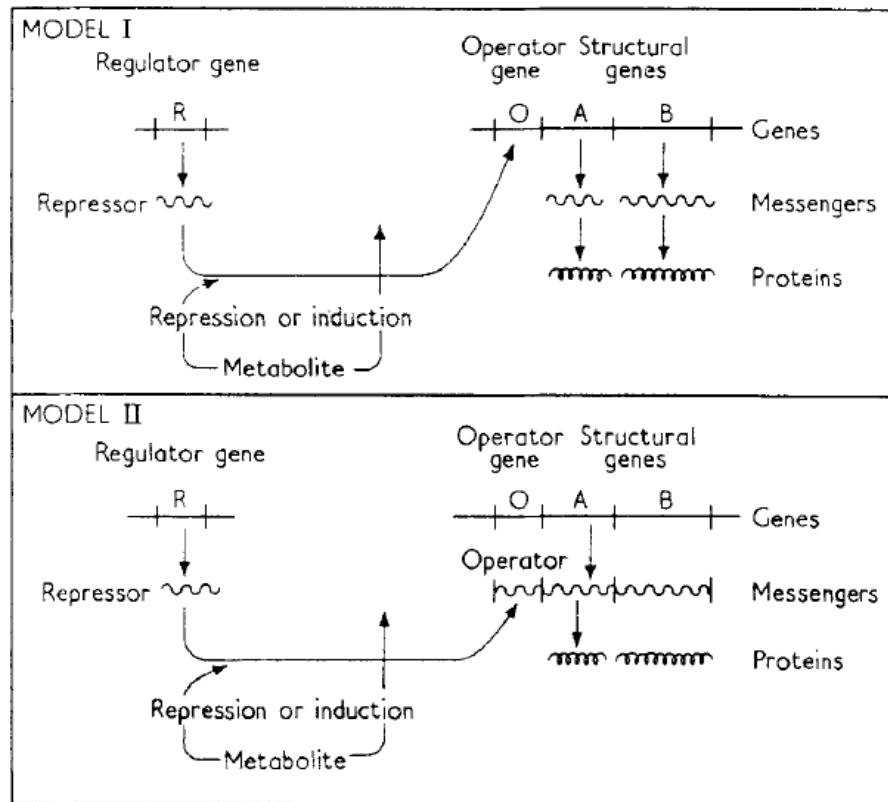 MODEL I
Regulator gene
Operator gene
Structural genes
R
O
A
B
Genes
Repressor
Messengers
Proteins
Repression or induction
Metabolite
MODEL II
Regulator gene
Operator gene
Structural genes
R
O
A
B
Genes
Operator
Repressor
Messengers
Proteins
Repression or induction
Metabolite